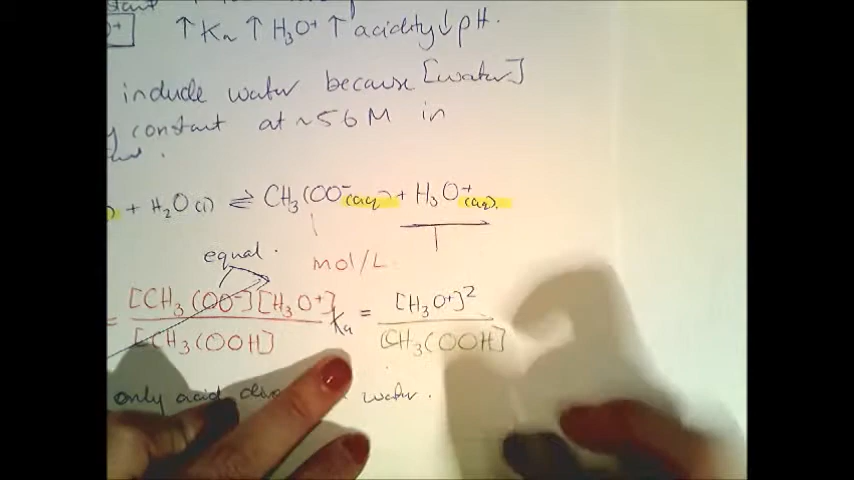 ↑ Ka ↑ H3O+ ↑ acidity ↓ pH.
include water because [water]
constant at ~56 M in
+ H2O(l) ⇌ CH3COO-(aq) + H3O+(aq).
equal.
mol/L
= [CH3COO-][H3O+] / [CH3COOH] Ka = [H3O+]² / [CH3COOH]
only acid water.